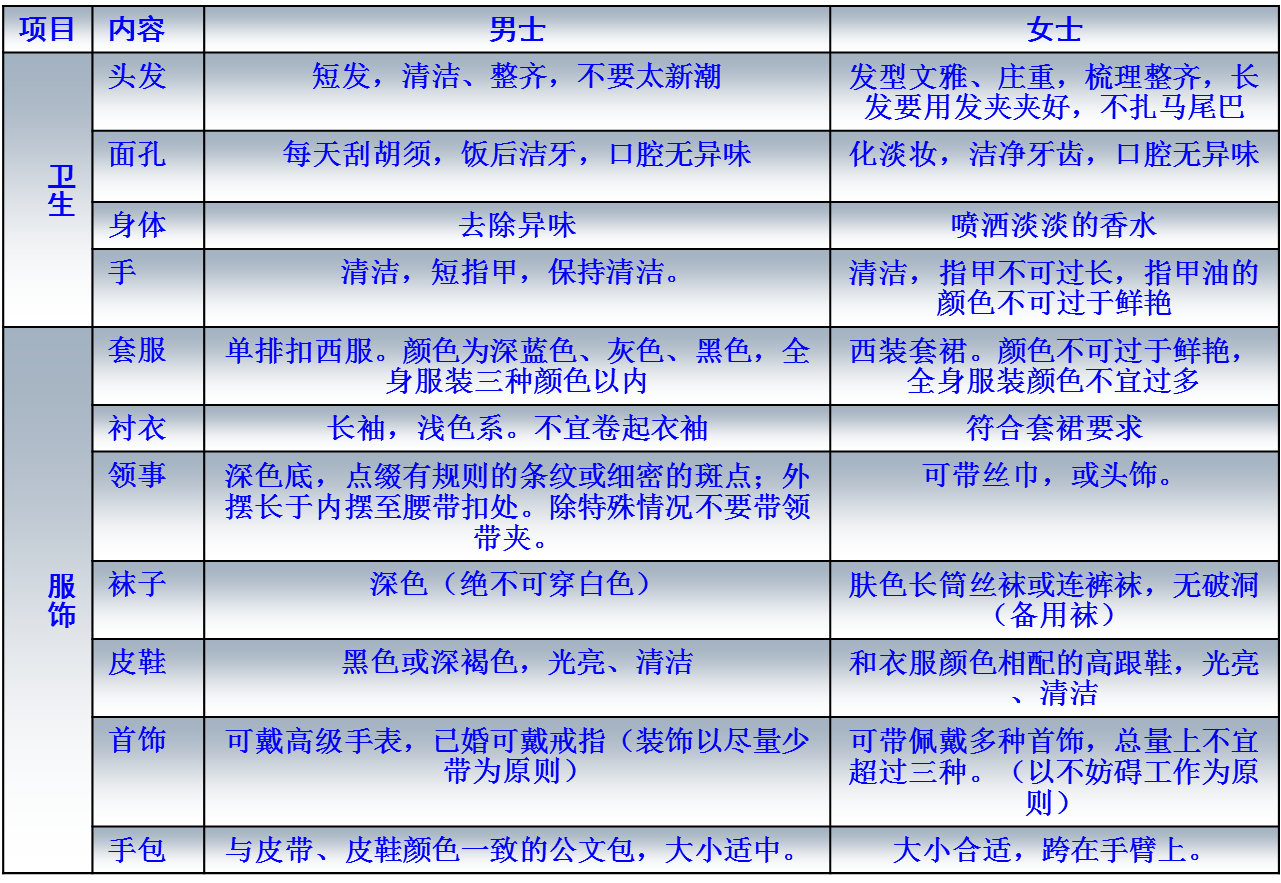 项目 内容 男士 女士
卫生
头发
短发，清洁、整齐，不要太新潮
发型文雅、庄重，梳理整齐，长
发要用发夹夹好，不扎马尾巴
面孔
每天刮胡须，饭后洁牙，口腔无异味
化淡妆，洁净牙齿，口腔无异味
身体
去除异味
喷洒淡淡的香水
手
清洁，短指甲，保持清洁。
清洁，指甲不可过长，指甲油的
颜色不可过于鲜艳
服饰
套服
单排扣西服。颜色为深蓝色、灰色、黑色，全
身服装三种颜色以内
西装套裙。颜色不可过于鲜艳，
全身服装颜色不宜过多
衬衣
长袖，浅色系。不宜卷起衣袖
符合套裙要求
领事
深色底，点缀有规则的条纹或细密的斑点；外
摆长于内摆至腰带扣处。除特殊情况不要带领
带夹。
可带丝巾，或头饰。
袜子
深色（绝不可穿白色）
肤色长筒丝袜或连裤袜，无破洞
（备用袜）
皮鞋
黑色或深褐色，光亮、清洁
和衣服颜色相配的高跟鞋，光亮
、清洁
首饰
可戴高级手表，已婚可戴戒指（装饰以尽量少
带为原则）
可带佩戴多种首饰，总量上不宜
超过三种。（以不妨碍工作为原
则）
手包
与皮带、皮鞋颜色一致的公文包，大小适中。
大小合适，跨在手臂上。